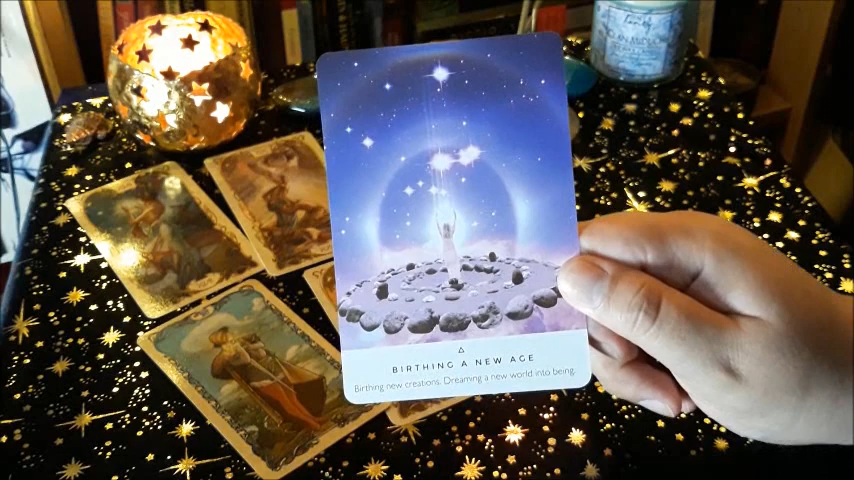 BIRTHING A NEW AGE
Birthing new creations. Dreaming a new world into being.